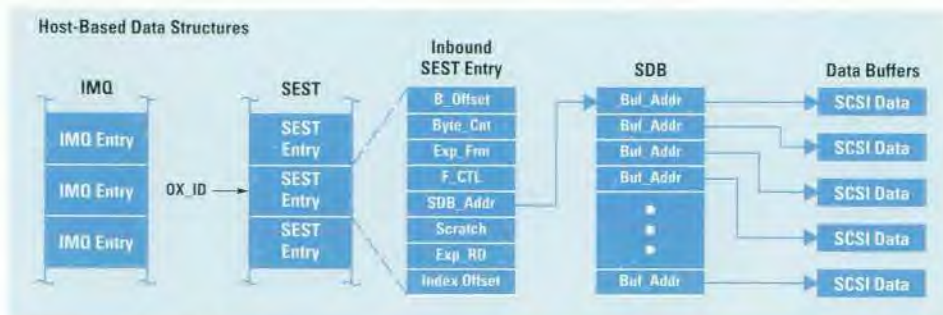 Host-Based Data Structures
IMQ
IMQ Entry
IMQ Entry
IMQ Entry
OX_ID
SEST
SEST
Entry
SEST
Entry
SEST
Entry
Inbound
SEST Entry
B_Offset
Byte_Cnt
Exp_Frm
F_CTL
SDB_Addr
Scratch
Exp_RO
Index Offset
SDB
Buf_Addr
Buf_Addr
Buf_Addr
Buf_Addr
Buf_Addr
Data Buffers
SCSI Data
SCSI Data
SCSI Data
SCSI Data
SCSI Data